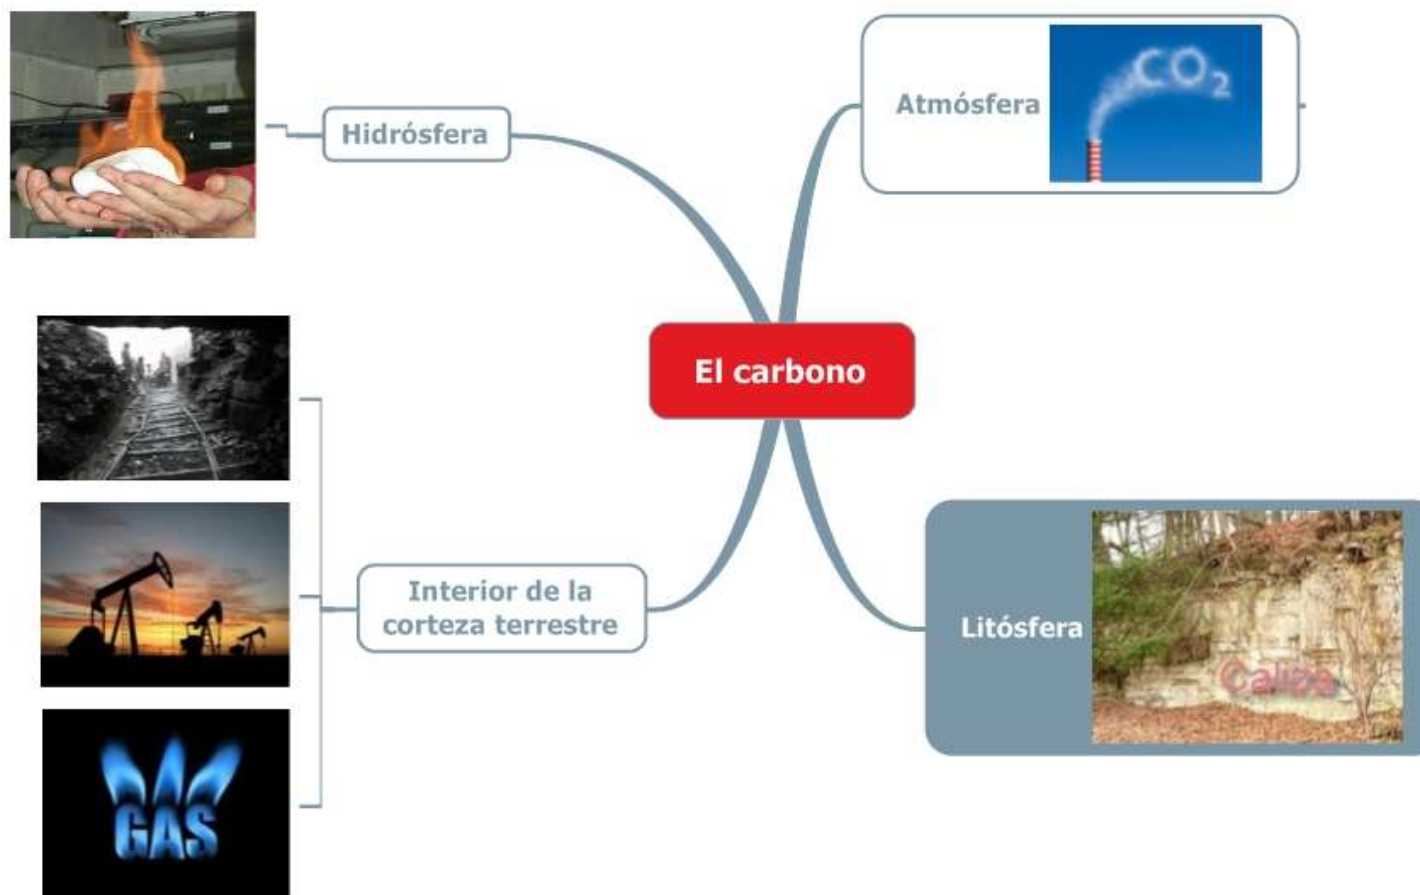 Hidrósfera
Atmósfera
CO₂
El carbono
Interior de la
corteza terrestre
GAS
Litósfera
Caliza